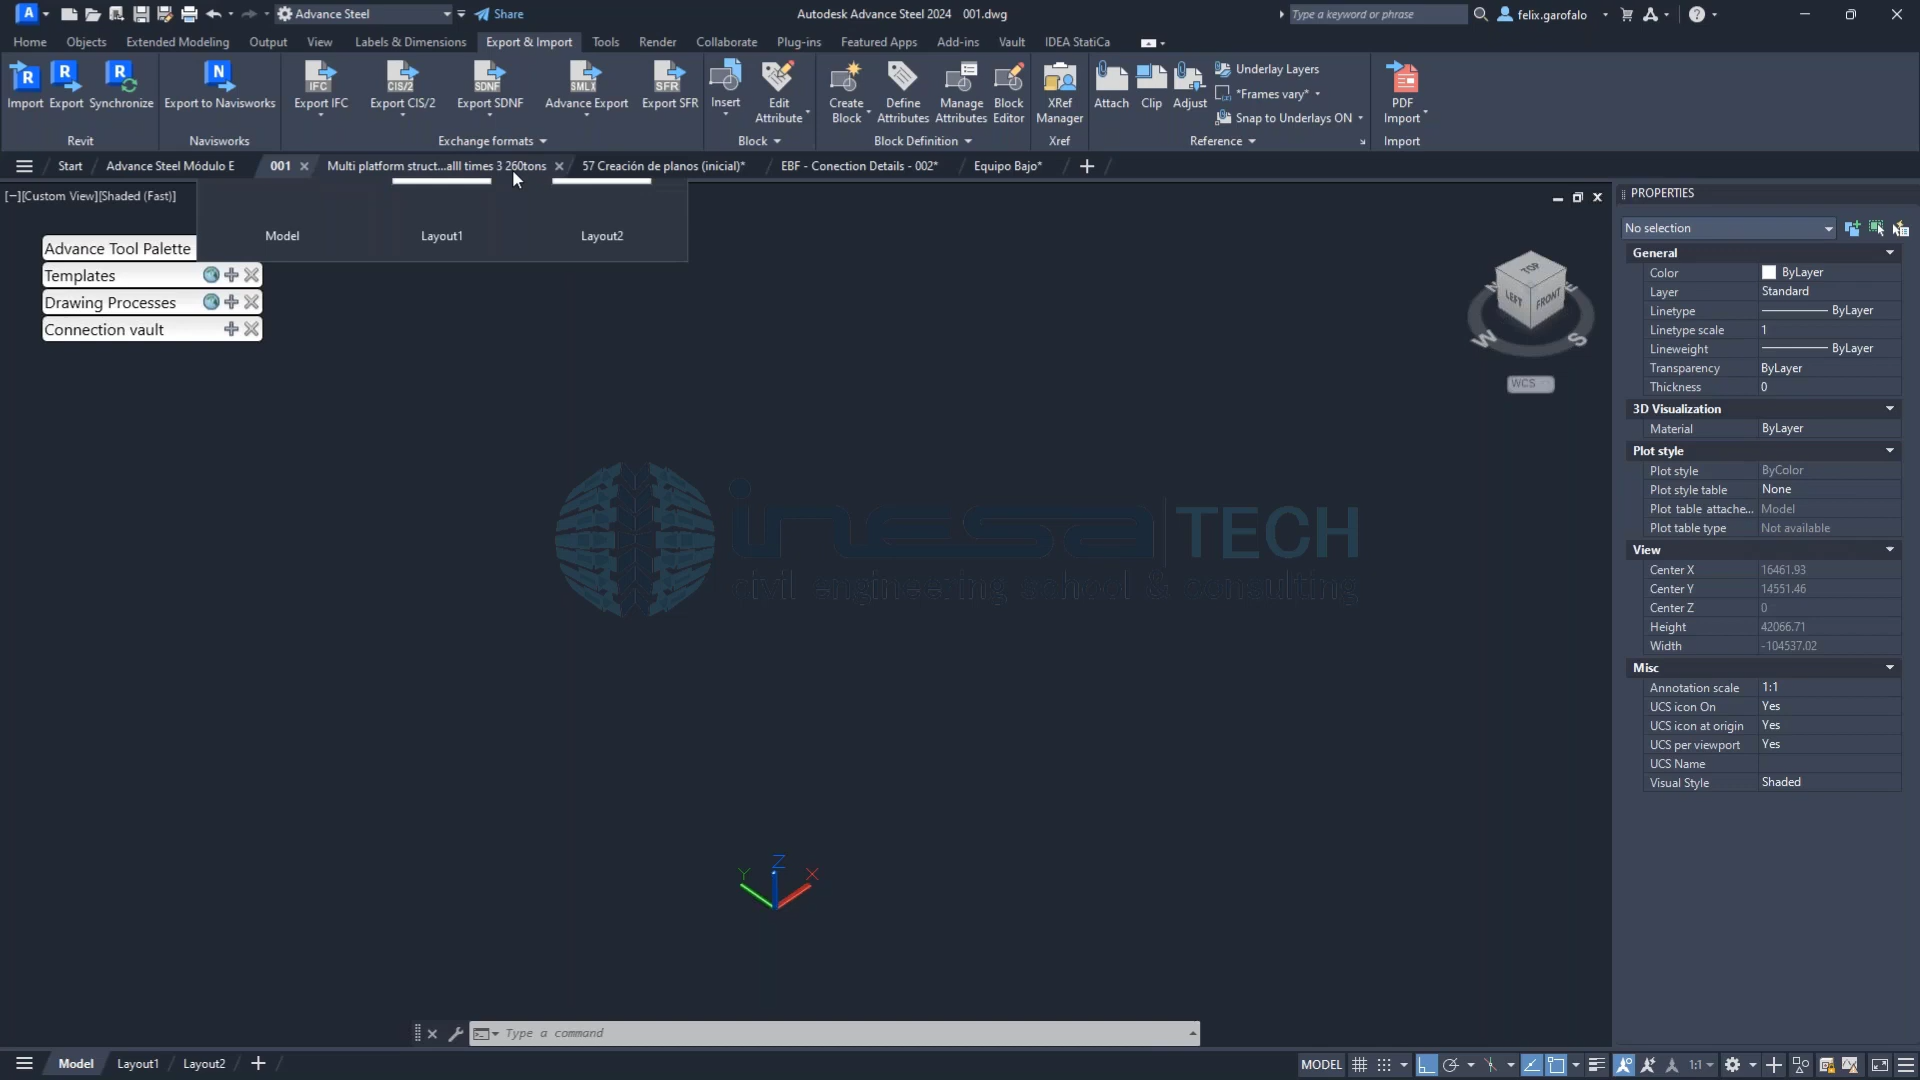 Advance Steel
Share
Autodesk Advance Steel 2024 001.dwg
Type a keyword or phrase
felix.garofalo
Home Objects Extended Modeling Output View Labels & Dimensions Export & Import Tools Render Collaborate Plug-ins Featured Apps Add-ins Vault IDEA StatiCa
Import Export Synchronize Export to Navisworks Export IFC Export CIS/2 Export SDNF Advance Export Export SFR Insert Edit Attribute Create Block Define Attributes Manage Attributes Block Editor XRef Manager Attach Clip Adjust
Underlay Layers
*Frames vary*
Snap to Underlays ON
PDF Import
Revit Navisworks Exchange formats Block Block Definition Xref Reference Import
Start Advance Steel Módulo E 001 Multi platform struct...alll times 3 260tons 57 Creación de planos (inicial)* EBF - Conection Details - 002* Equipo Bajo*
[−][Custom View][Shaded (Fast)]
Model Layout1 Layout2
Advance Tool Palette
Templates
Drawing Processes
Connection vault
TOP
LEFT FRONT
N E
W S
WCS
inesa TECH
civil engineering school & consulting
Z
Y X
PROPERTIES
No selection
General
Color ByLayer
Layer Standard
Linetype ByLayer
Linetype scale 1
Lineweight ByLayer
Transparency ByLayer
Thickness 0
3D Visualization
Material ByLayer
Plot style
Plot style ByColor
Plot style table None
Plot table attache... Model
Plot table type Not available
View
Center X 16461.93
Center Y 14551.46
Center Z 0
Height 42066.71
Width -104537.02
Misc
Annotation scale 1:1
UCS icon On Yes
UCS icon at origin Yes
UCS per viewport Yes
UCS Name
Visual Style Shaded
Type a command
Model Layout1 Layout2
MODEL 1:1